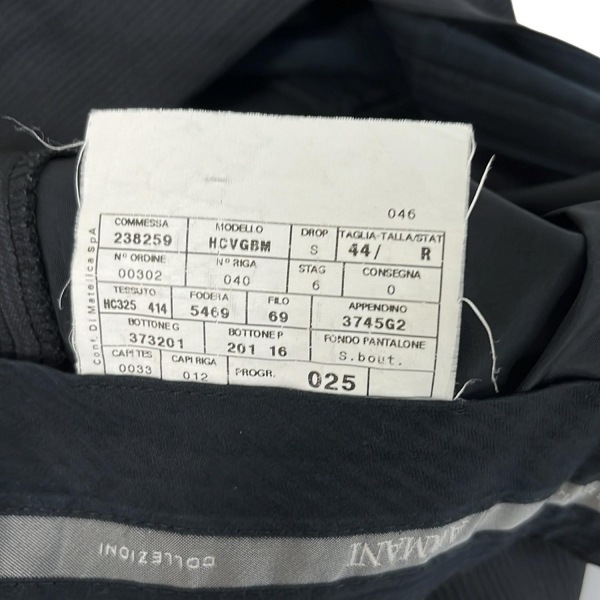 046
COMMESSA MODELLO DROP TAGLIA-TALLA/STAT
238259 HCVGBM S 44/ R
Nº ORDINE Nº RIGA STAG CONSEGNA
00302 040 6 0
TESSUTO FODERA FILO APPENDINO
HC325 414 5469 69 3745G2
BOTTONE G BOTTONE P FONDO PANTALONE
373201 201 16 S.bout.
CAPI TES CAPI RIGA PROGR. 025
0033 012
Conf. Di Matelica SpA
ARMANI
COLLEZIONI